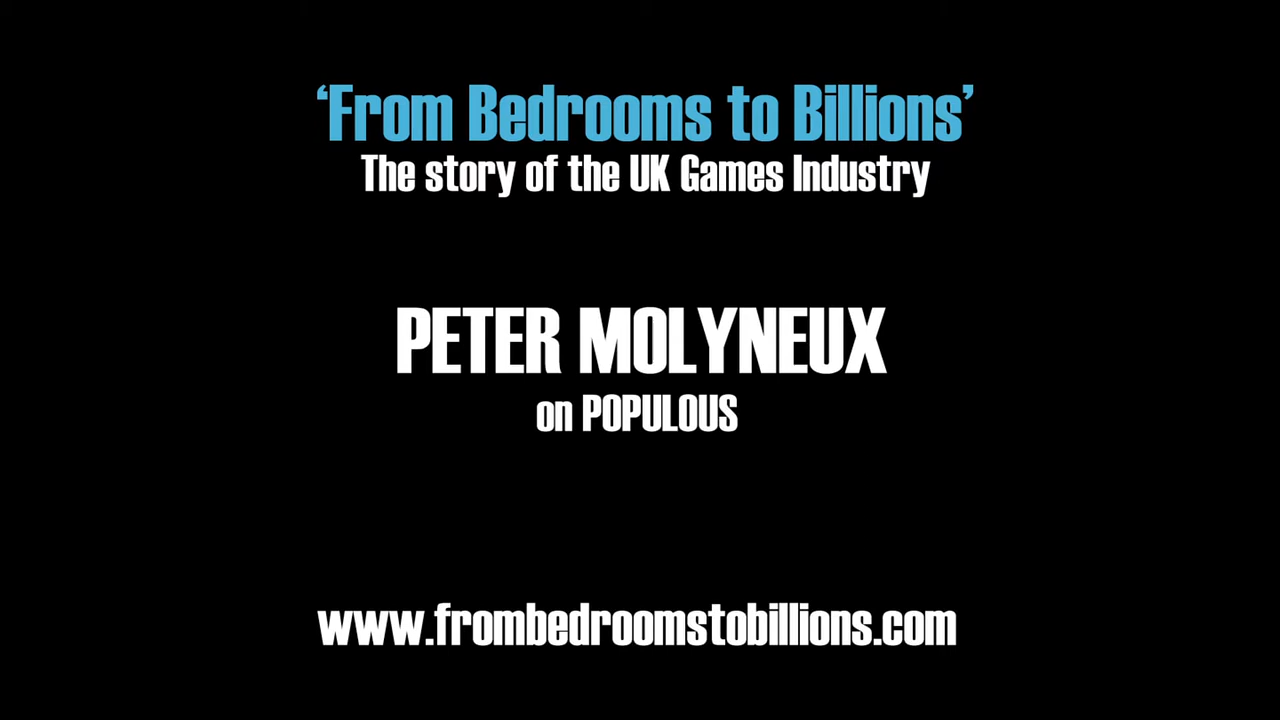 ‘From Bedrooms to Billions’
The story of the UK Games Industry
PETER MOLYNEUX
on POPULOUS
www.frombedroomstobillions.com